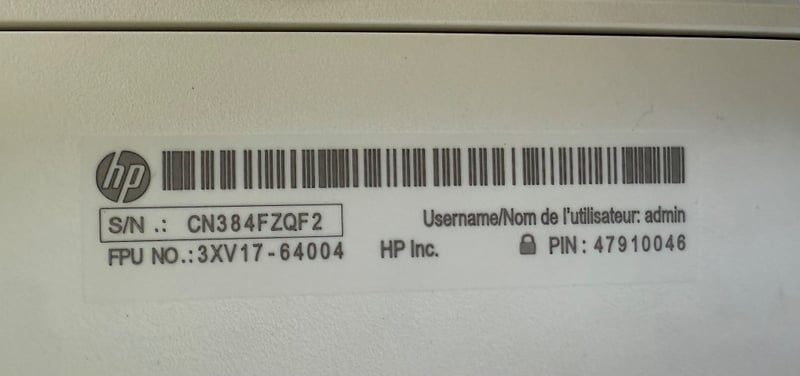 hp
S/N .: CN384FZQF2
Username/Nom de l'utilisateur: admin
FPU NO.:3XV17-64004 HP Inc. PIN: 47910046